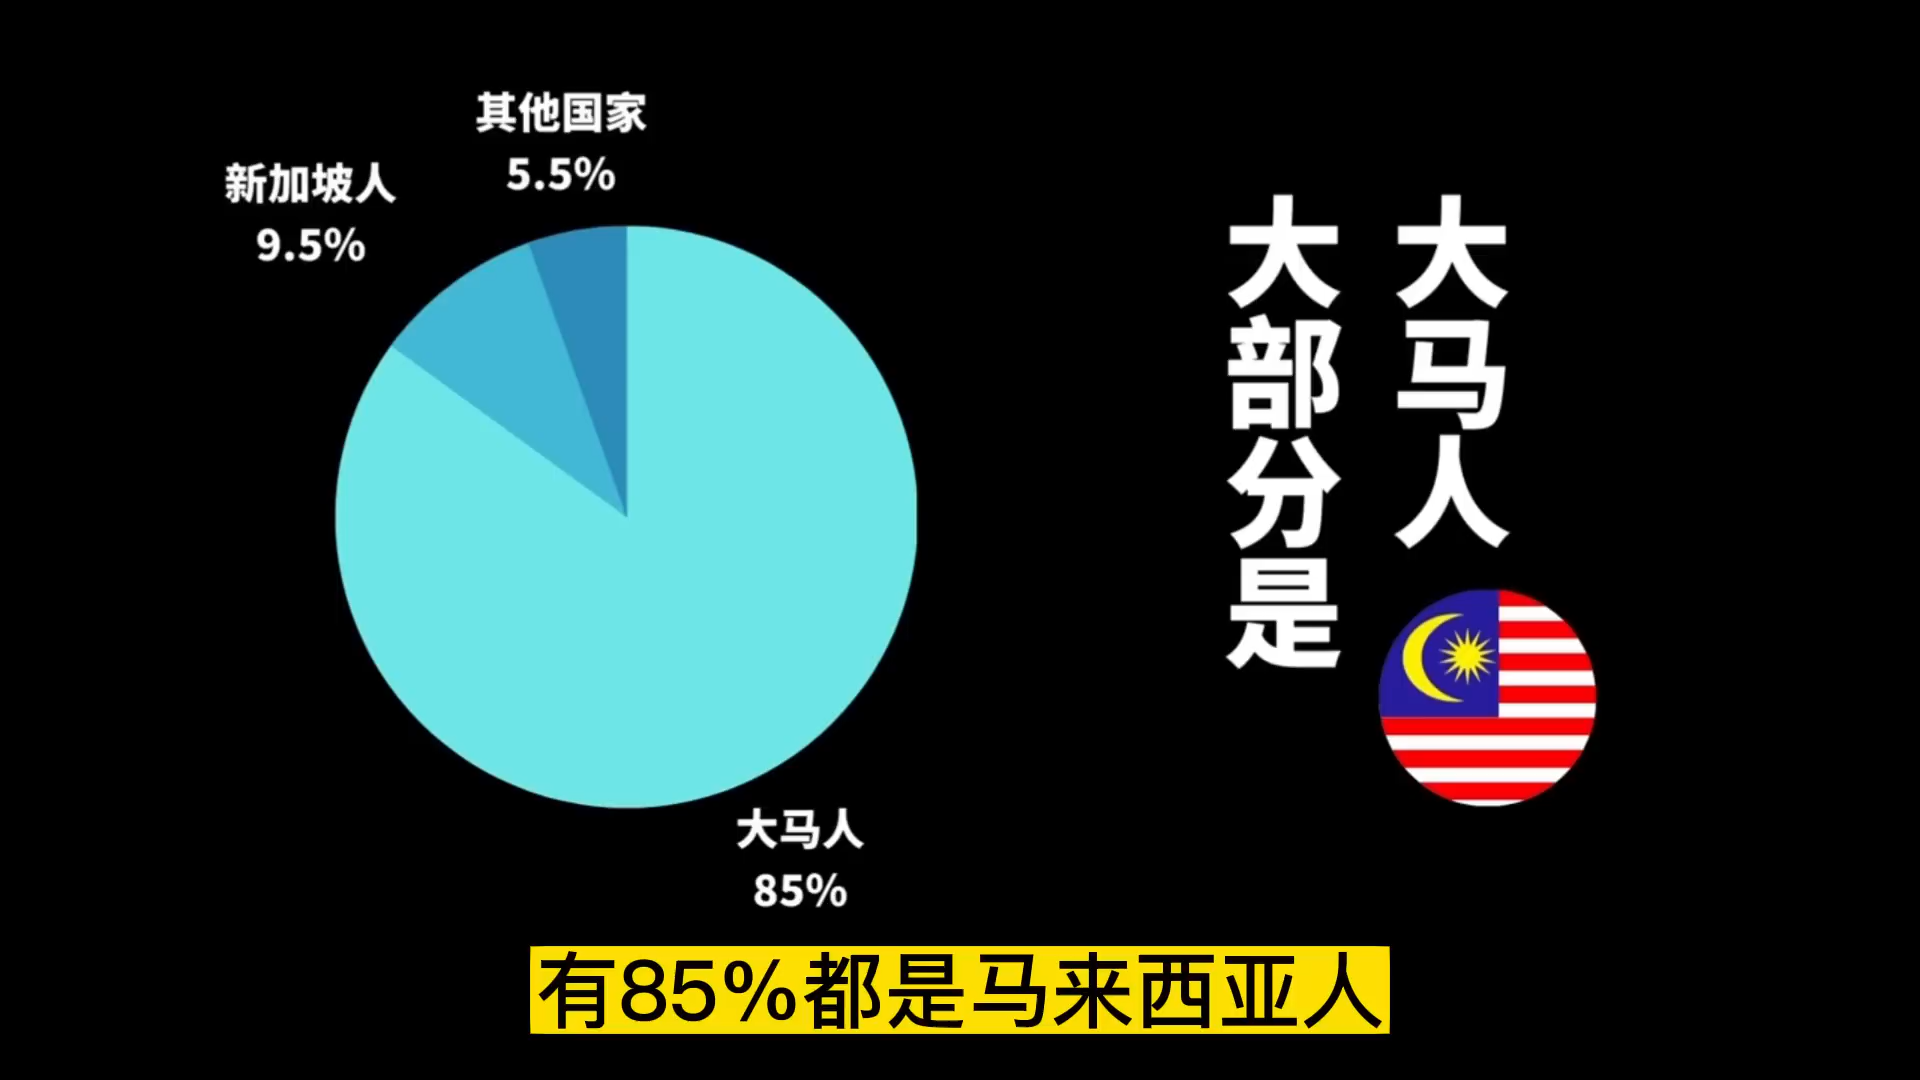 其他国家
5.5%
新加坡人
9.5%
大部分是
大马人
大马人
85%
有85%都是马来西亚人